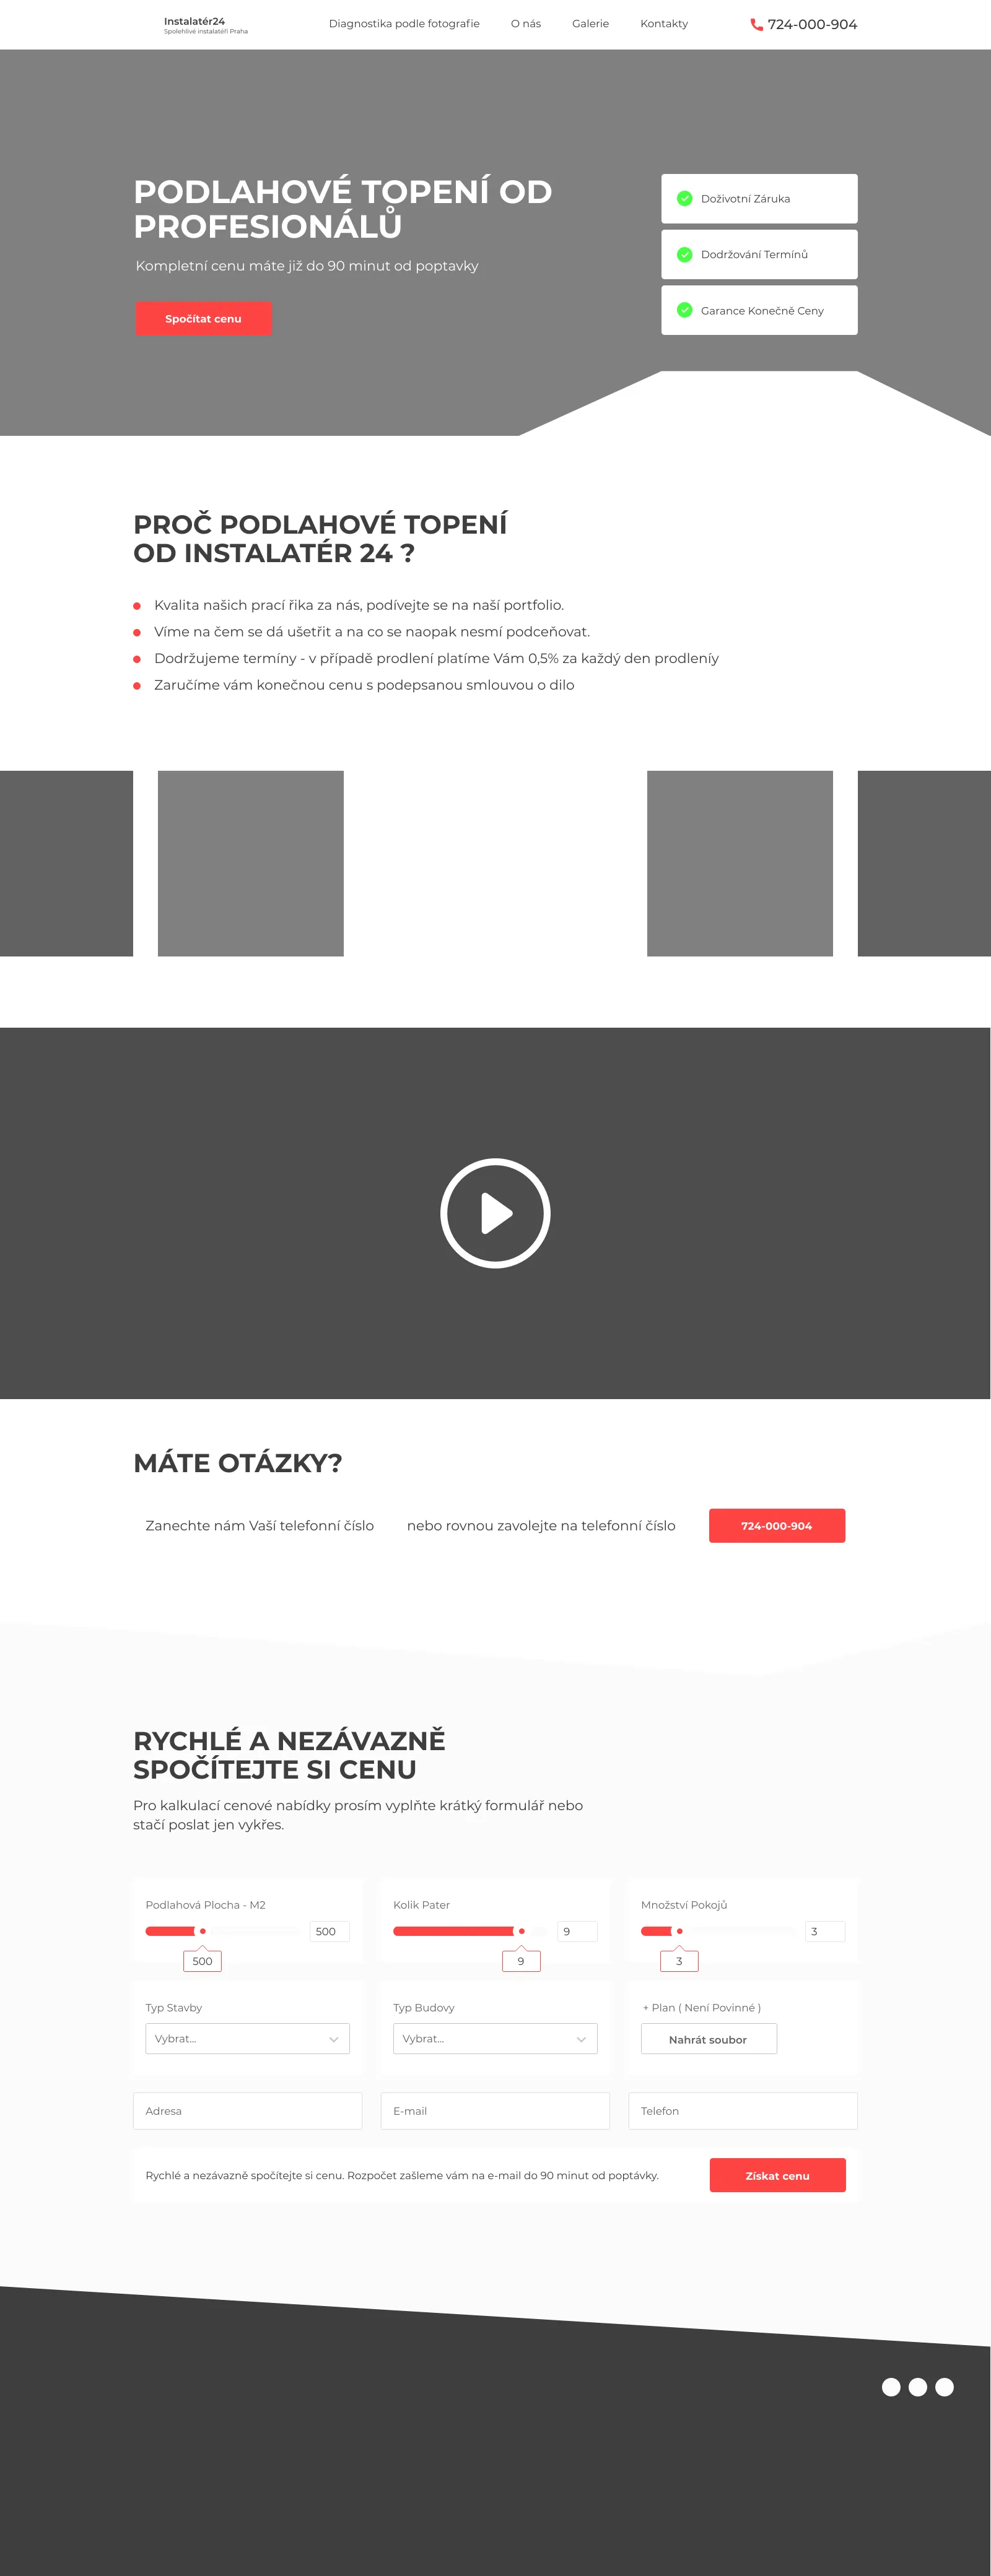 Instalatér24
Spolehlivé instalatéři Praha
Diagnostika podle fotografie
O nás
Galerie
Kontakty
724-000-904
PODLAHOVÉ TOPENÍ OD
PROFESIONÁLŮ
Kompletní cenu máte již do 90 minut od poptavky
Spočítat cenu
Doživotní Záruka
Dodržování Termínů
Garance Konečně Ceny
PROČ PODLAHOVÉ TOPENÍ
OD INSTALATÉR 24 ?
Kvalita našich prací řika za nás, podívejte se na naší portfolio.
Víme na čem se dá ušetřit a na co se naopak nesmí podceňovat.
Dodržujeme termíny - v případě prodlení platíme Vám 0,5% za každý den prodleníy
Zaručíme vám konečnou cenu s podepsanou smlouvou o dilo
MÁTE OTÁZKY?
Zanechte nám Vaší telefonní číslo
nebo rovnou zavolejte na telefonní číslo
724-000-904
RYCHLÉ A NEZÁVAZNĚ
SPOČÍTEJTE SI CENU
Pro kalkulací cenové nabídky prosím vyplňte krátký formulář nebo
stačí poslat jen vykřes.
Podlahová Plocha - M2
500
500
Kolik Pater
9
9
Množství Pokojů
3
3
Typ Stavby
Vybrat...
Typ Budovy
Vybrat...
+ Plan ( Není Povinné )
Nahrát soubor
Adresa
E-mail
Telefon
Rychlé a nezávazně spočítejte si cenu. Rozpočet zašleme vám na e-mail do 90 minut od poptávky.
Získat cenu